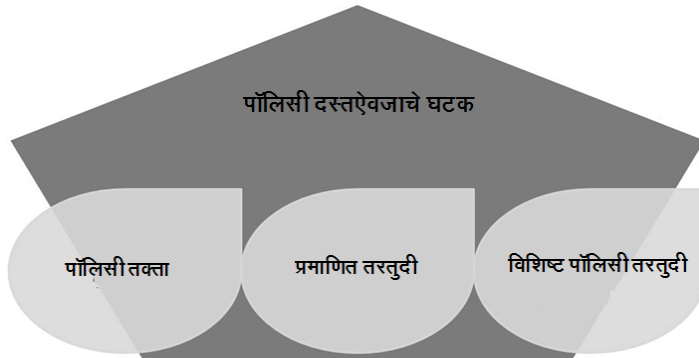 पॉलिसी दस्तऐवजाचे घटक
पॉलिसी तक्ता
प्रमाणित तरतुदी
विशिष्ट पॉलिसी तरतुदी